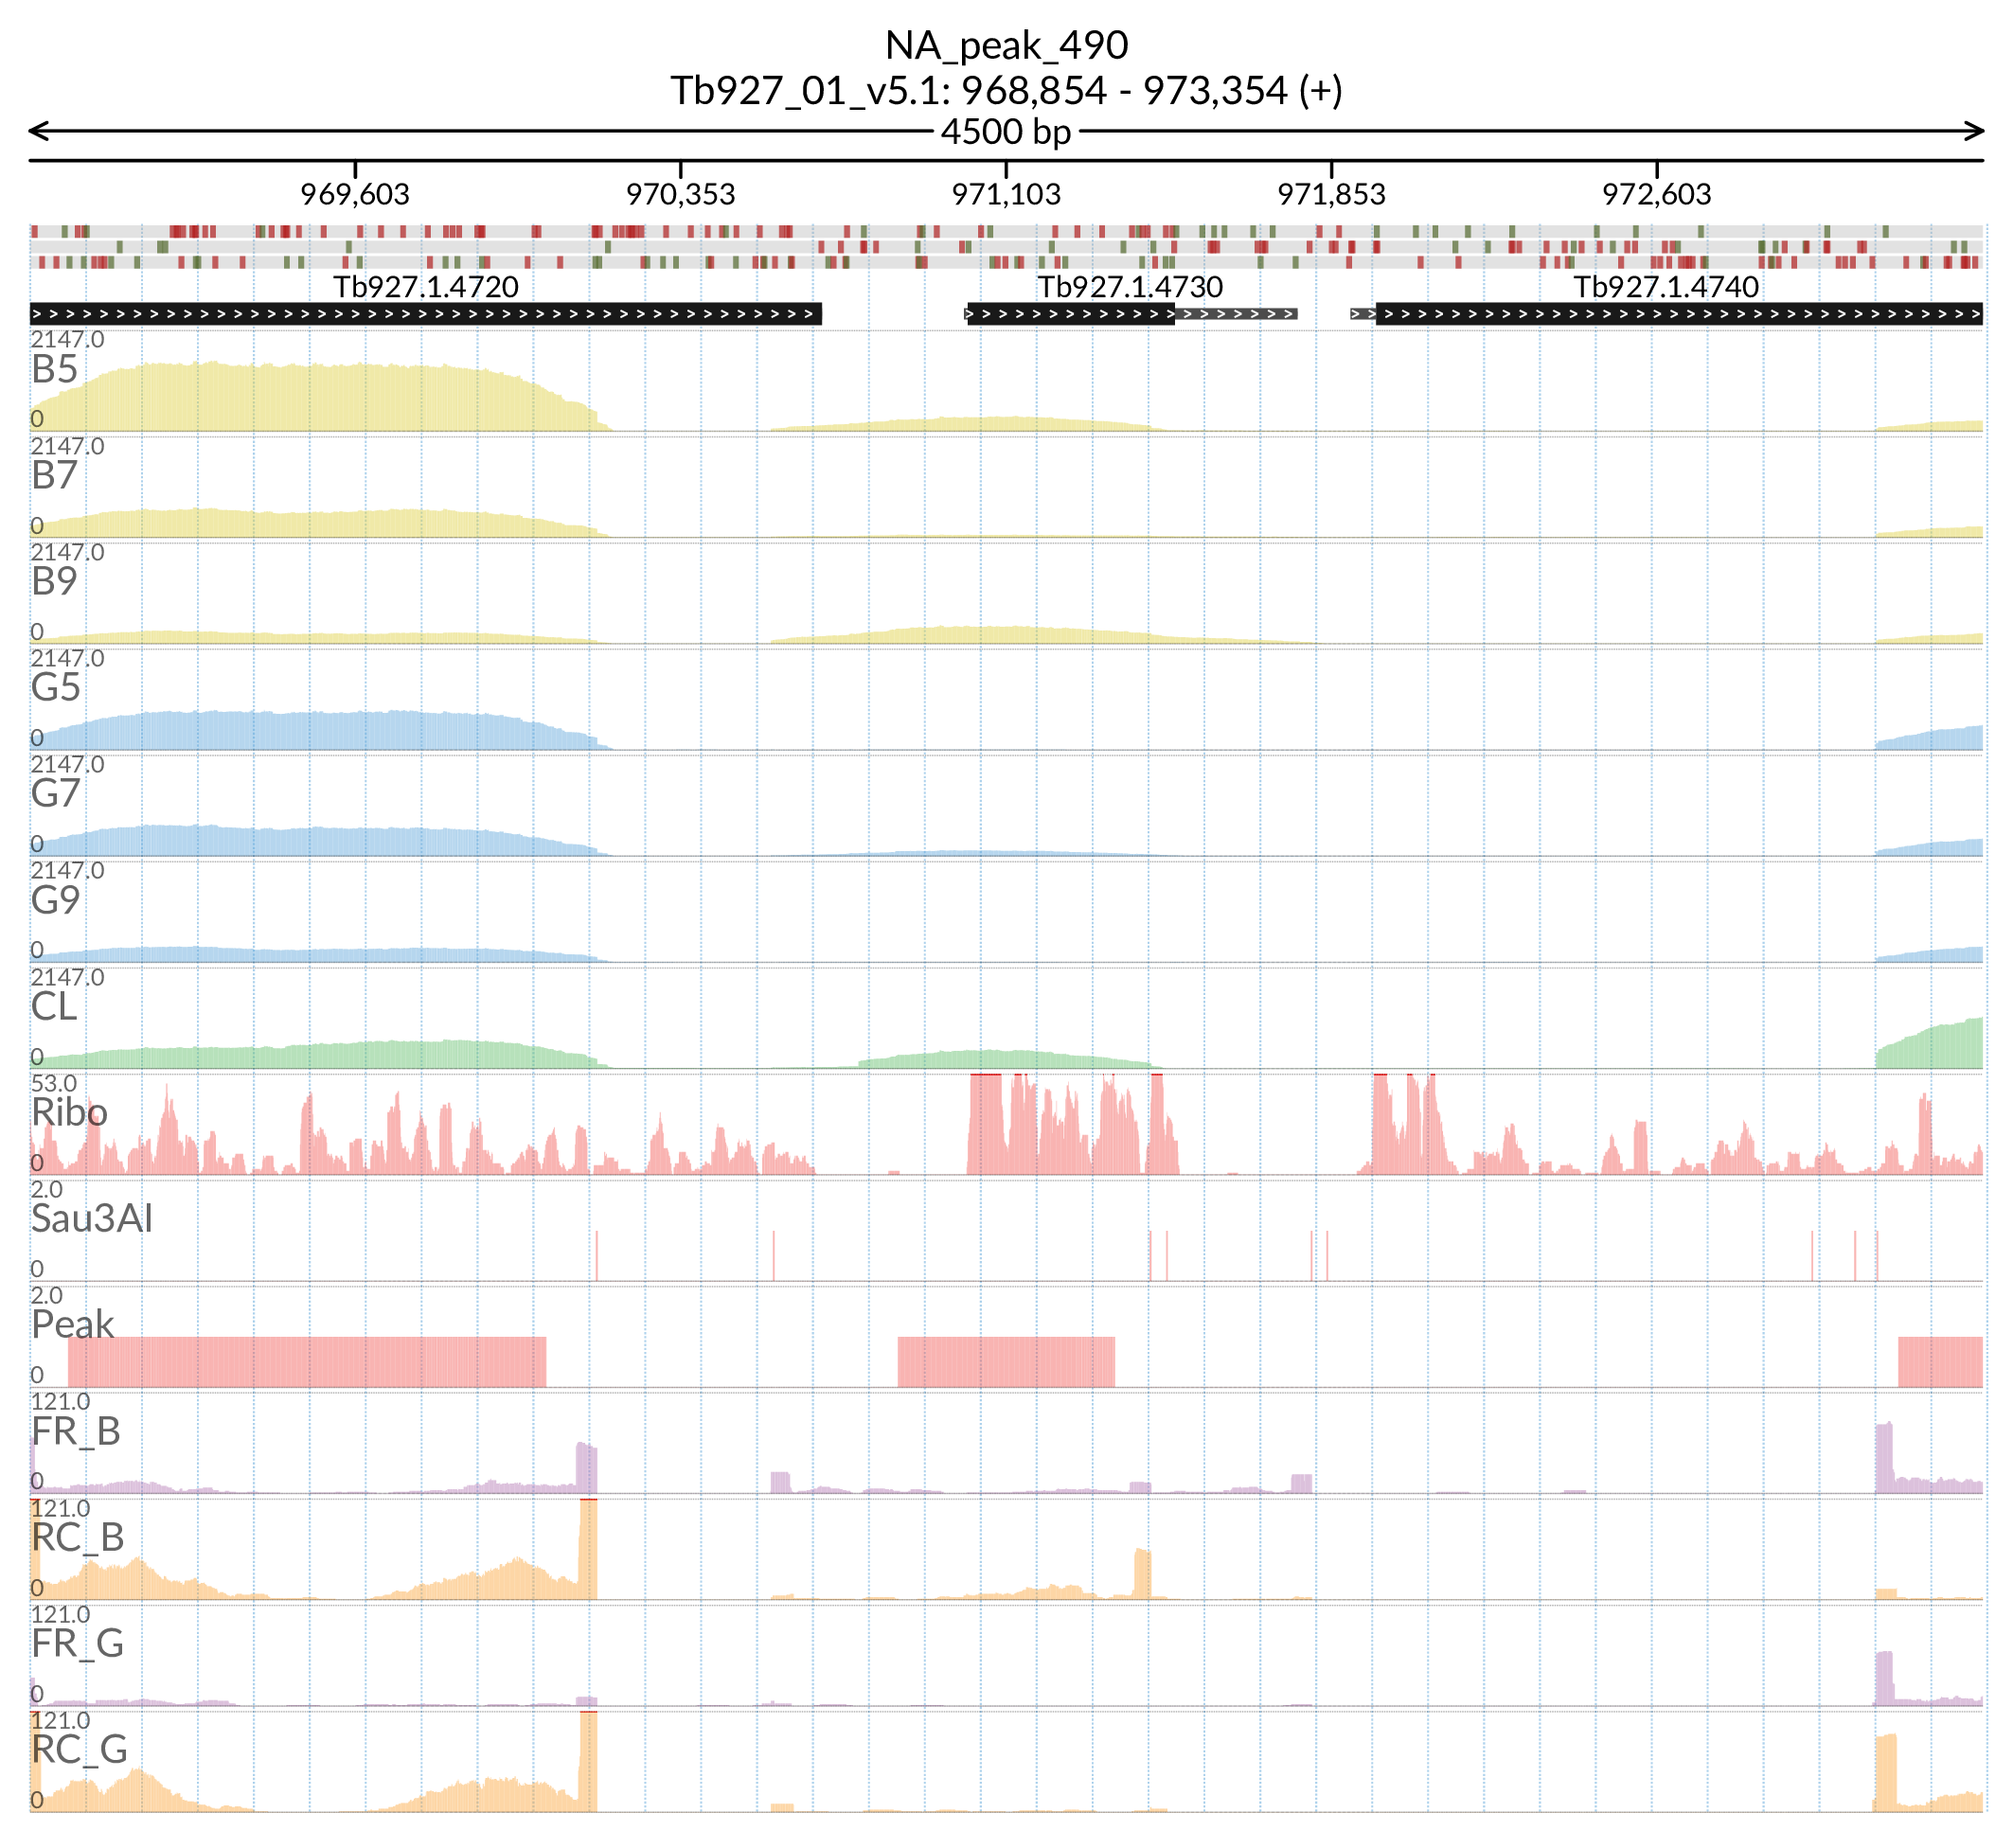 NA_peak_490
Tb927_01_v5.1: 968,854 - 973,354 (+)
4500 bp
969,603 970,353 971,103 971,853 972,603
Tb927.1.4720 Tb927.1.4730 Tb927.1.4740
2147.0
B5
0
2147.0
B7
0
2147.0
B9
0
2147.0
G5
0
2147.0
G7
0
2147.0
G9
0
2147.0
CL
0
53.0
Ribo
0
2.0
Sau3AI
0
2.0
Peak
0
121.0
FR_B
0
121.0
RC_B
0
121.0
FR_G
0
121.0
RC_G
0